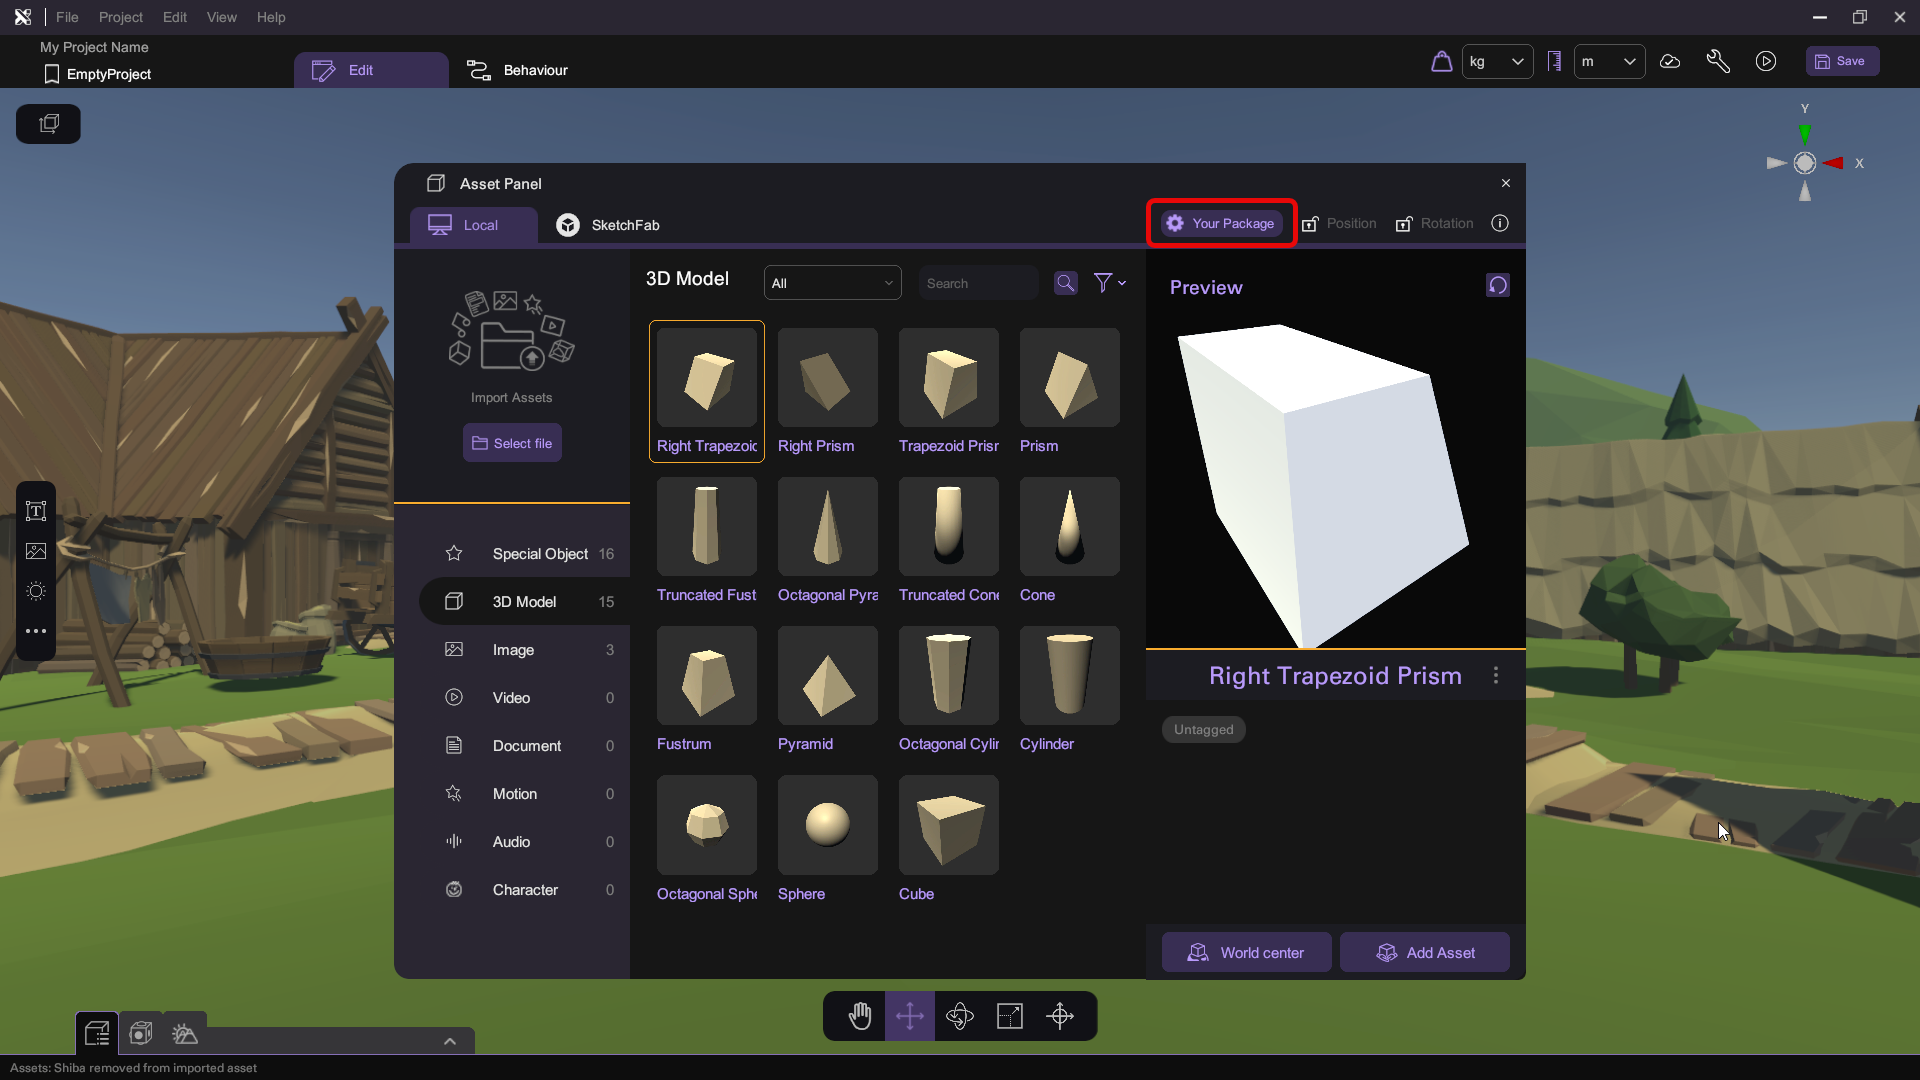 File Project Edit View Help
My Project Name
EmptyProject
Edit
Behaviour
kg
m
Save
Y
X
Asset Panel
Local
SketchFab
Your Package
Position
Rotation
Import Assets
Select file
Special Object 16
3D Model 15
Image 3
Video 0
Document 0
Motion 0
Audio 0
Character 0
3D Model
All
Search
Right Trapezoid
Right Prism
Trapezoid Prisr
Prism
Truncated Fust
Octagonal Pyra
Truncated Cone
Cone
Fustrum
Pyramid
Octagonal Cylir
Cylinder
Octagonal Sphe
Sphere
Cube
Preview
Right Trapezoid Prism
Untagged
World center
Add Asset
T
Assets: Shiba removed from imported asset